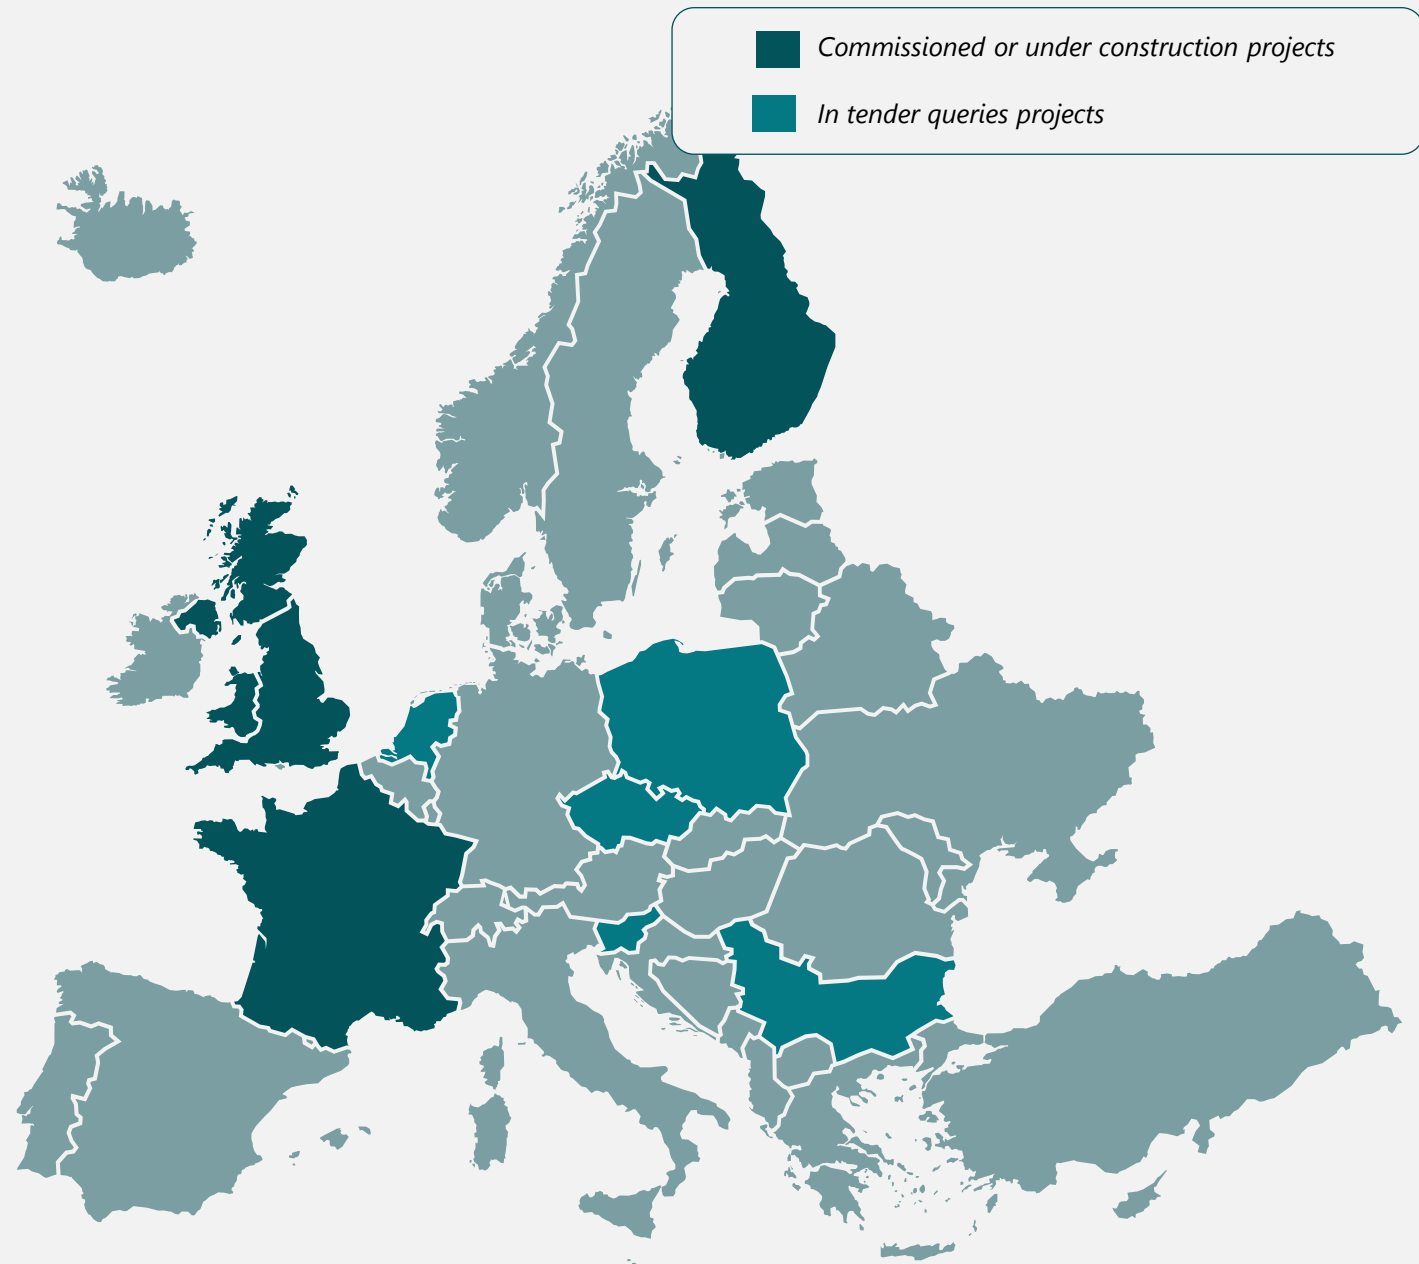 Commissioned or under construction projects
In tender queries projects